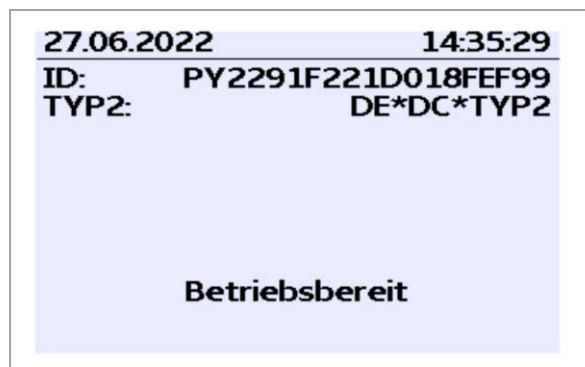 27.06.2022 14:35:29
ID: PY2291F221D018FEF99
TYP2: DE*DC*TYP2
Betriebsbereit